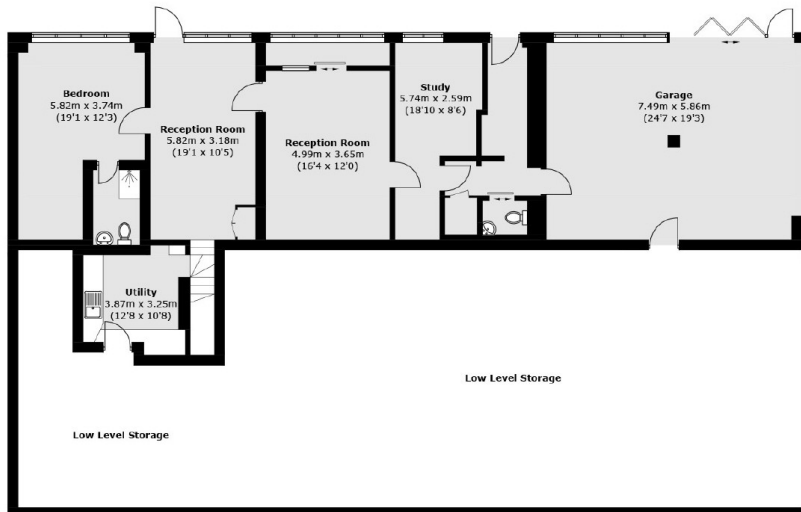 Bedroom
5.82m x 3.74m
(19'1 x 12'3)
Reception Room
5.82m x 3.18m
(19'1 x 10'5)
Reception Room
4.99m x 3.65m
(16'4 x 12'0)
Study
5.74m x 2.59m
(18'10 x 8'6)
Garage
7.49m x 5.86m
(24'7 x 19'3)
Utility
3.87m x 3.25m
(12'8 x 10'8)
Low Level Storage
Low Level Storage